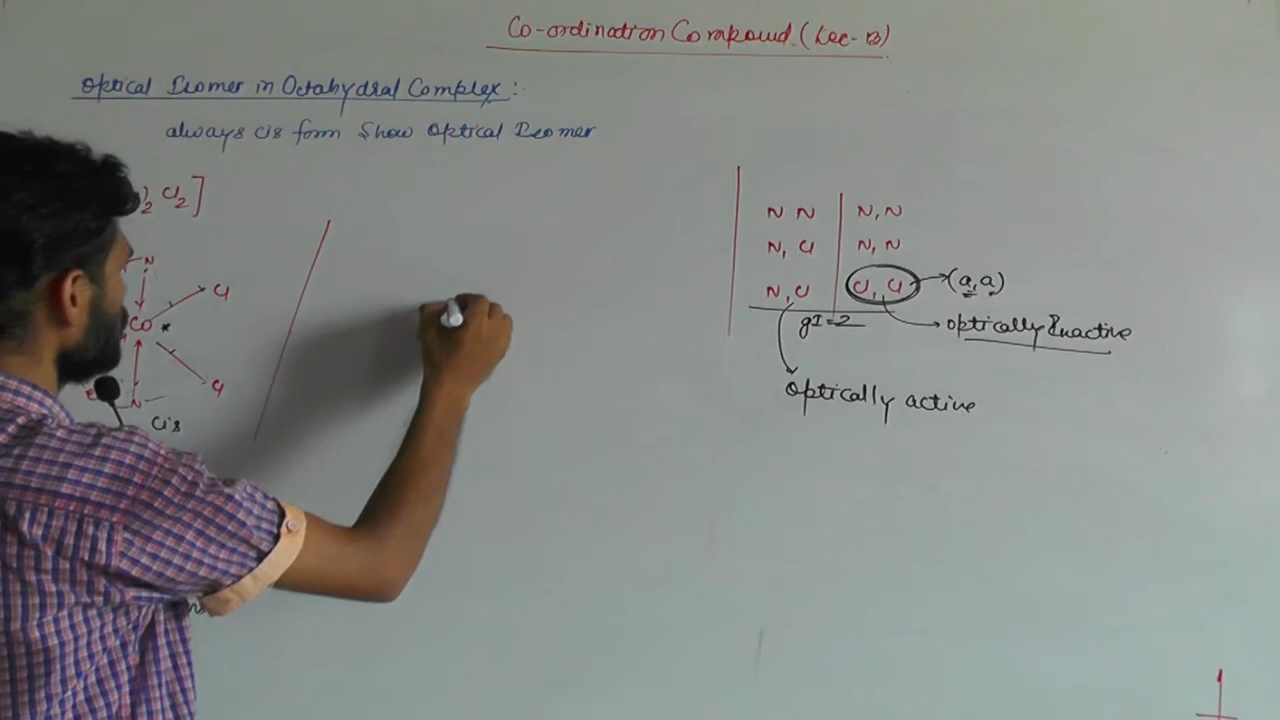 Co-ordination Compound (Lec-13)
Optical Isomer in Octahydral Complex:
always cis form Show Optical Isomer
)2 Cl2]
N
Cl
CO *
Cl
N
cis
N N | N, N
N, Cl | N, N
N, Cl | Cl, Cl → (a, a)
gI = 2
optically Inactive
Optically active